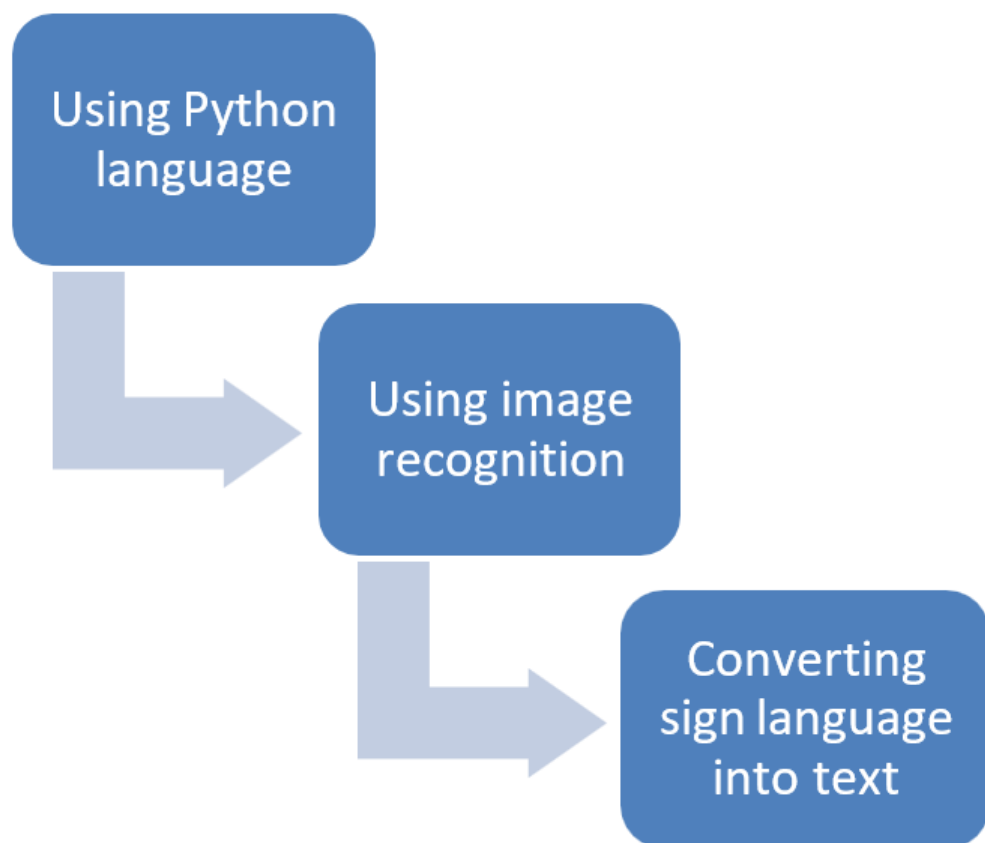 Using Python
language
Using image
recognition
Converting
sign language
into text